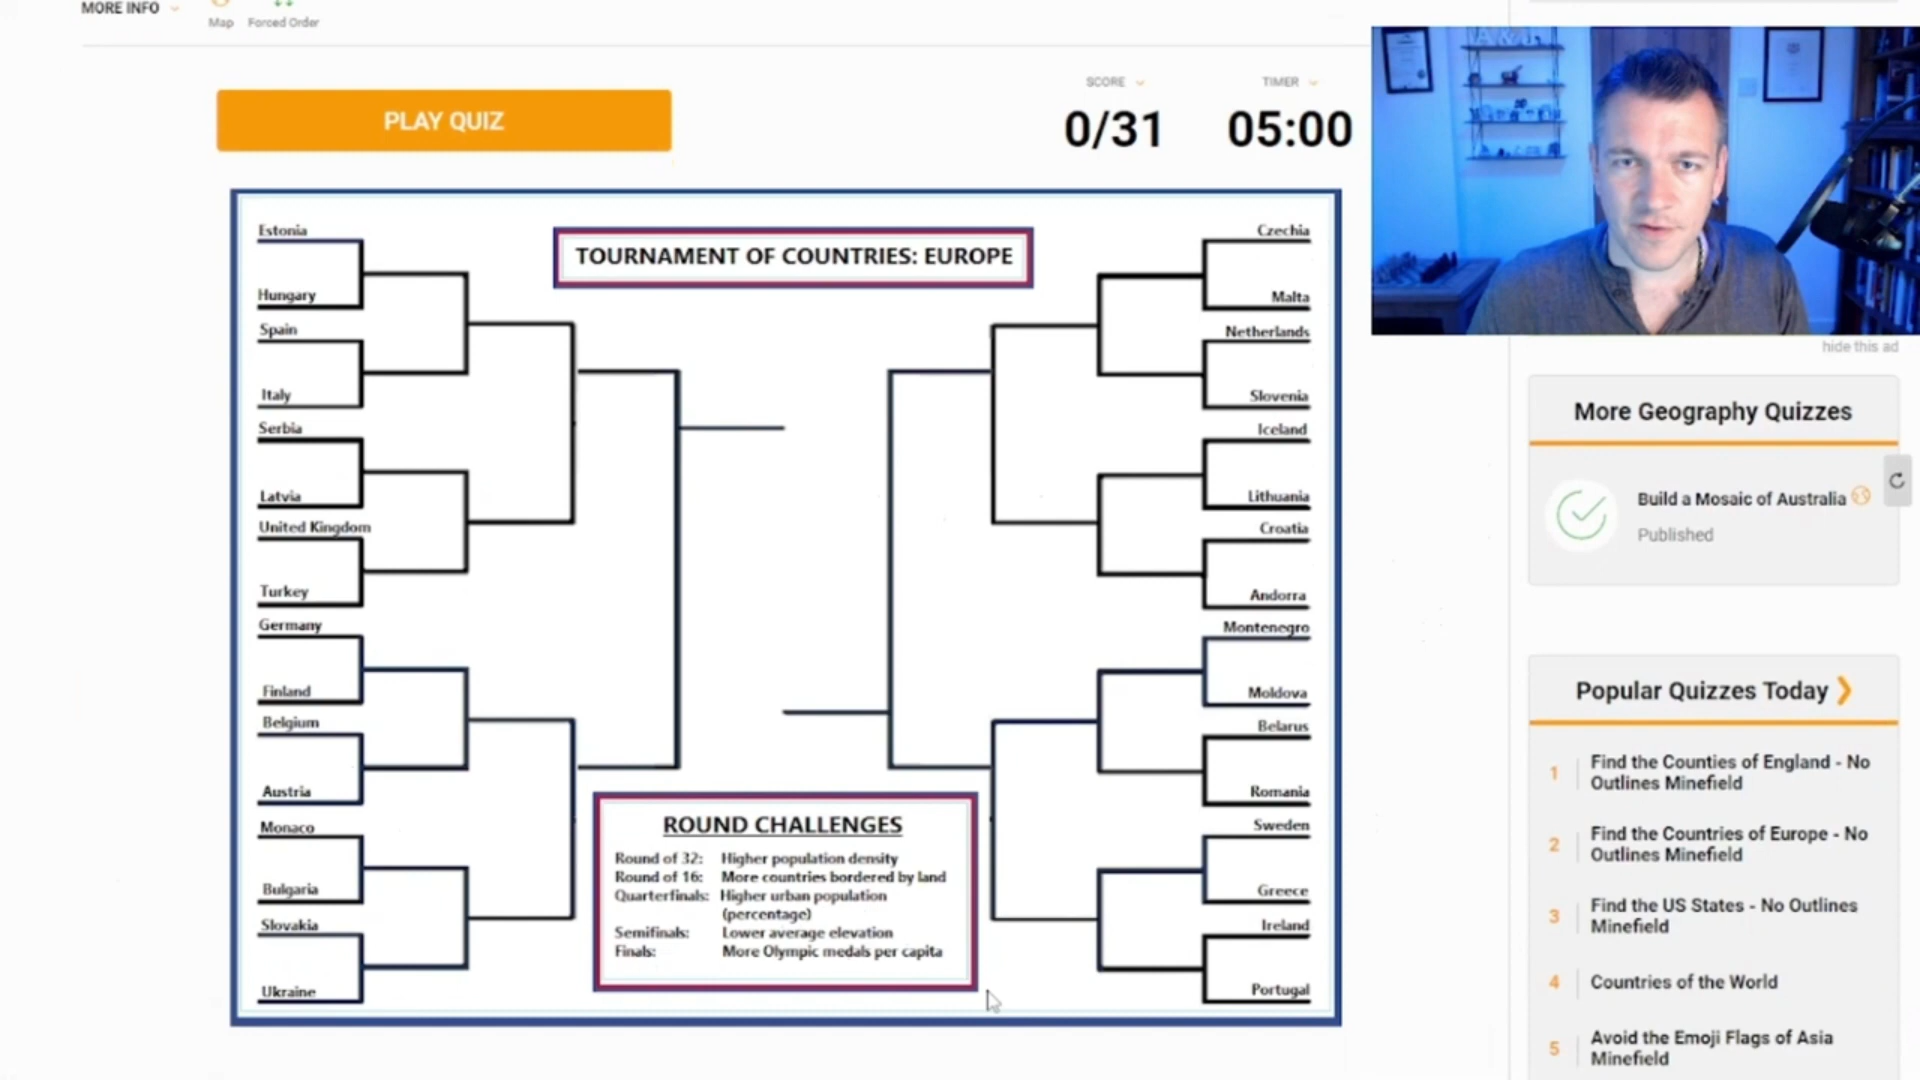 MORE INFO
Map
Forced Order
PLAY QUIZ
SCORE
0/31
TIMER
05:00
TOURNAMENT OF COUNTRIES: EUROPE
Estonia
Hungary
Spain
Italy
Serbia
Latvia
United Kingdom
Turkey
Germany
Finland
Belgium
Austria
Monaco
Bulgaria
Slovakia
Ukraine
Czechia
Malta
Netherlands
Slovenia
Iceland
Lithuania
Croatia
Andorra
Montenegro
Moldova
Belarus
Romania
Sweden
Greece
Ireland
Portugal
ROUND CHALLENGES
Round of 32: Higher population density
Round of 16: More countries bordered by land
Quarterfinals: Higher urban population
(percentage)
Semifinals: Lower average elevation
Finals: More Olympic medals per capita
hide this ad
More Geography Quizzes
Build a Mosaic of Australia
Published
Popular Quizzes Today
1 Find the Counties of England - No
Outlines Minefield
2 Find the Countries of Europe - No
Outlines Minefield
3 Find the US States - No Outlines
Minefield
4 Countries of the World
5 Avoid the Emoji Flags of Asia
Minefield